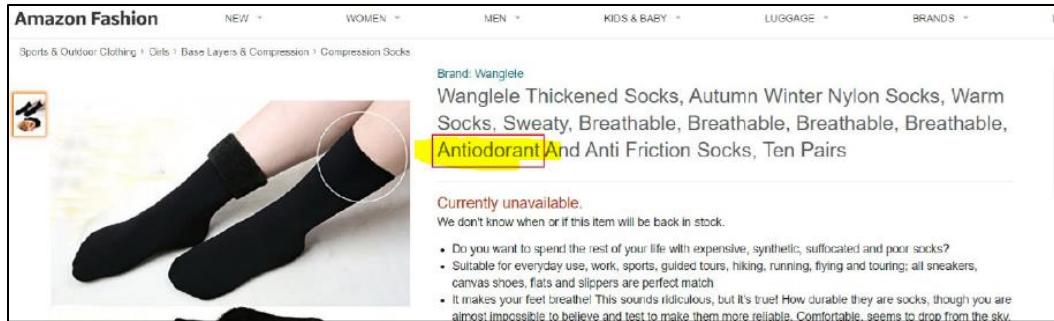 Amazon Fashion NEW WOMEN MEN KIDS & BABY LUGGAGE BRANDS
Sports & Outdoor Clothing › Girls › Base Layers & Compression › Compression Socks
Brand: Wanglele
Wanglele Thickened Socks, Autumn Winter Nylon Socks, Warm
Socks, Sweaty, Breathable, Breathable, Breathable, Breathable,
Antiodorant And Anti Friction Socks, Ten Pairs
Currently unavailable.
We don't know when or if this item will be back in stock.
• Do you want to spend the rest of your life with expensive, synthetic, suffocated and poor socks?
• Suitable for everyday use, work, sports, guided tours, hiking, running, flying and touring; all sneakers,
canvas shoes, flats and slippers are perfect match
• It makes your feet breathe! This sounds ridiculous, but it's true! How durable they are socks, though you are
almost impossible to believe and test to make them more reliable. Comfortable, seems to drop from the sky.